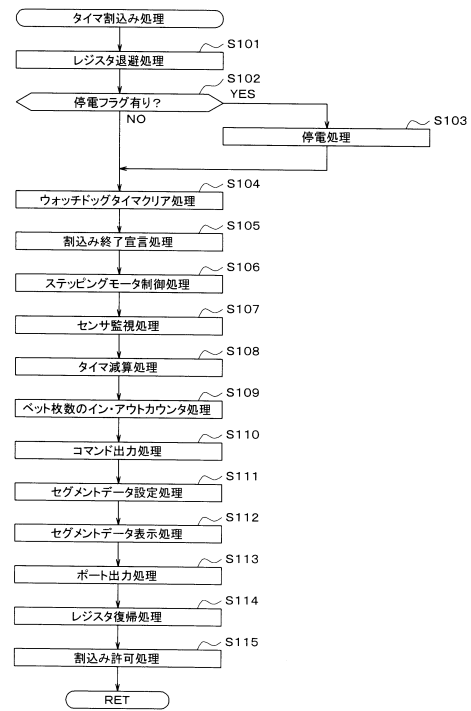 タイマ割込み処理
S101
レジスタ退避処理
S102
停電フラグ有り？
YES
NO
S103
停電処理
S104
ウォッチドッグタイマクリア処理
S105
割込み終了宣言処理
S106
ステッピングモータ制御処理
S107
センサ監視処理
S108
タイマ減算処理
S109
ベット枚数のイン・アウトカウンタ処理
S110
コマンド出力処理
S111
セグメントデータ設定処理
S112
セグメントデータ表示処理
S113
ポート出力処理
S114
レジスタ復帰処理
S115
割込み許可処理
RET